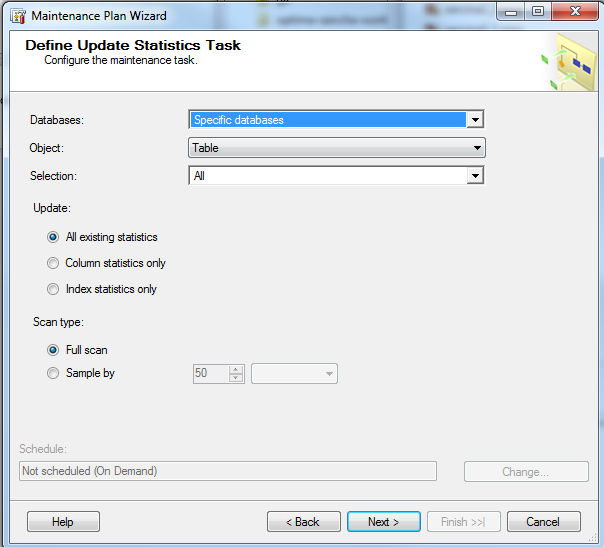 Maintenance Plan Wizard
Define Update Statistics Task
Configure the maintenance task.
Databases: Specific databases
Object: Table
Selection: All
Update:
All existing statistics
Column statistics only
Index statistics only
Scan type:
Full scan
Sample by 50
Schedule:
Not scheduled (On Demand) Change...
Help < Back Next > Finish >>| Cancel